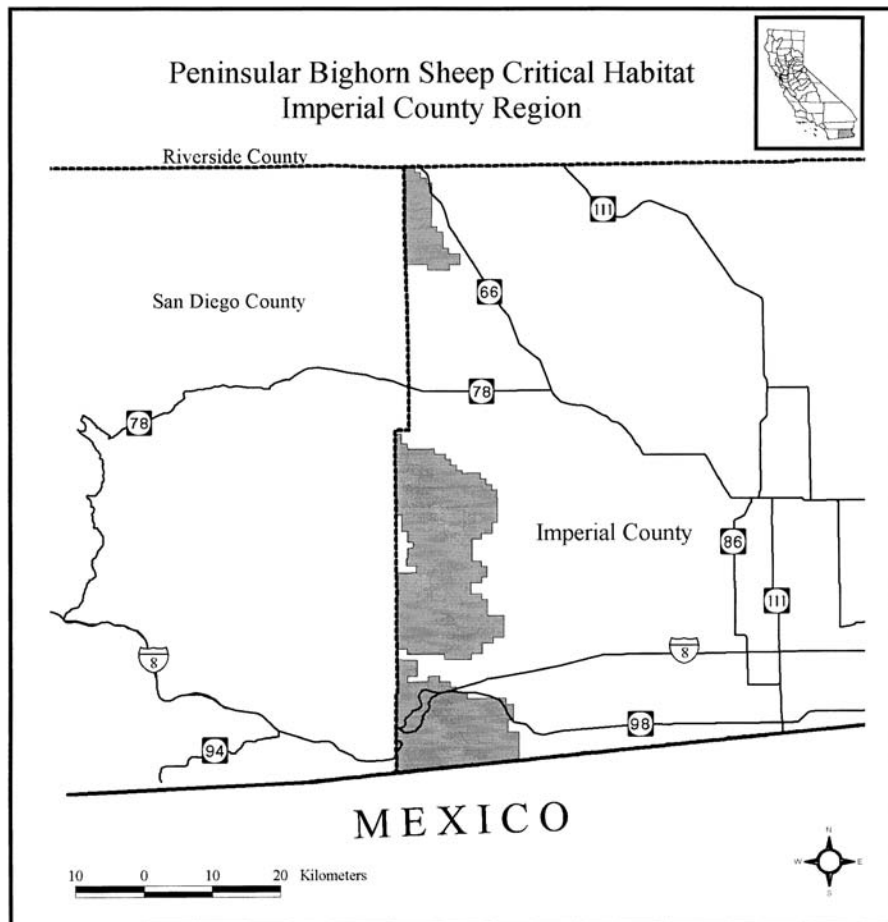 Peninsular Bighorn Sheep Critical Habitat
Imperial County Region
Riverside County
111
66
San Diego County
78
78
Imperial County
86
111
8
8
98
94
MEXICO
10 0 10 20 Kilometers
N
W E
S